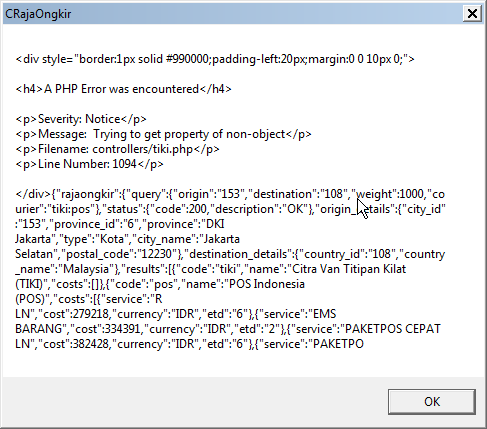 CRajaOngkir
<div style="border:1px solid #990000;padding-left:20px;margin:0 0 10px 0;">
<h4>A PHP Error was encountered</h4>
<p>Severity: Notice</p>
<p>Message:  Trying to get property of non-object</p>
<p>Filename: controllers/tiki.php</p>
<p>Line Number: 1094</p>
</div>{"rajaongkir":{"query":{"origin":"153","destination":"108","weight":1000,"co
urier":"tiki:pos"},"status":{"code":200,"description":"OK"},"origin_details":{"city_id"
:"153","province_id":"6","province":"DKI
Jakarta","type":"Kota","city_name":"Jakarta
Selatan","postal_code":"12230"},"destination_details":{"country_id":"108","country
_name":"Malaysia"},"results":[{"code":"tiki","name":"Citra Van Titipan Kilat
(TIKI)","costs":[]},{"code":"pos","name":"POS Indonesia
(POS)","costs":[{"service":"R
LN","cost":279218,"currency":"IDR","etd":"6"},{"service":"EMS
BARANG","cost":334391,"currency":"IDR","etd":"2"},{"service":"PAKETPOS CEPAT
LN","cost":382428,"currency":"IDR","etd":"6"},{"service":"PAKETPO
OK